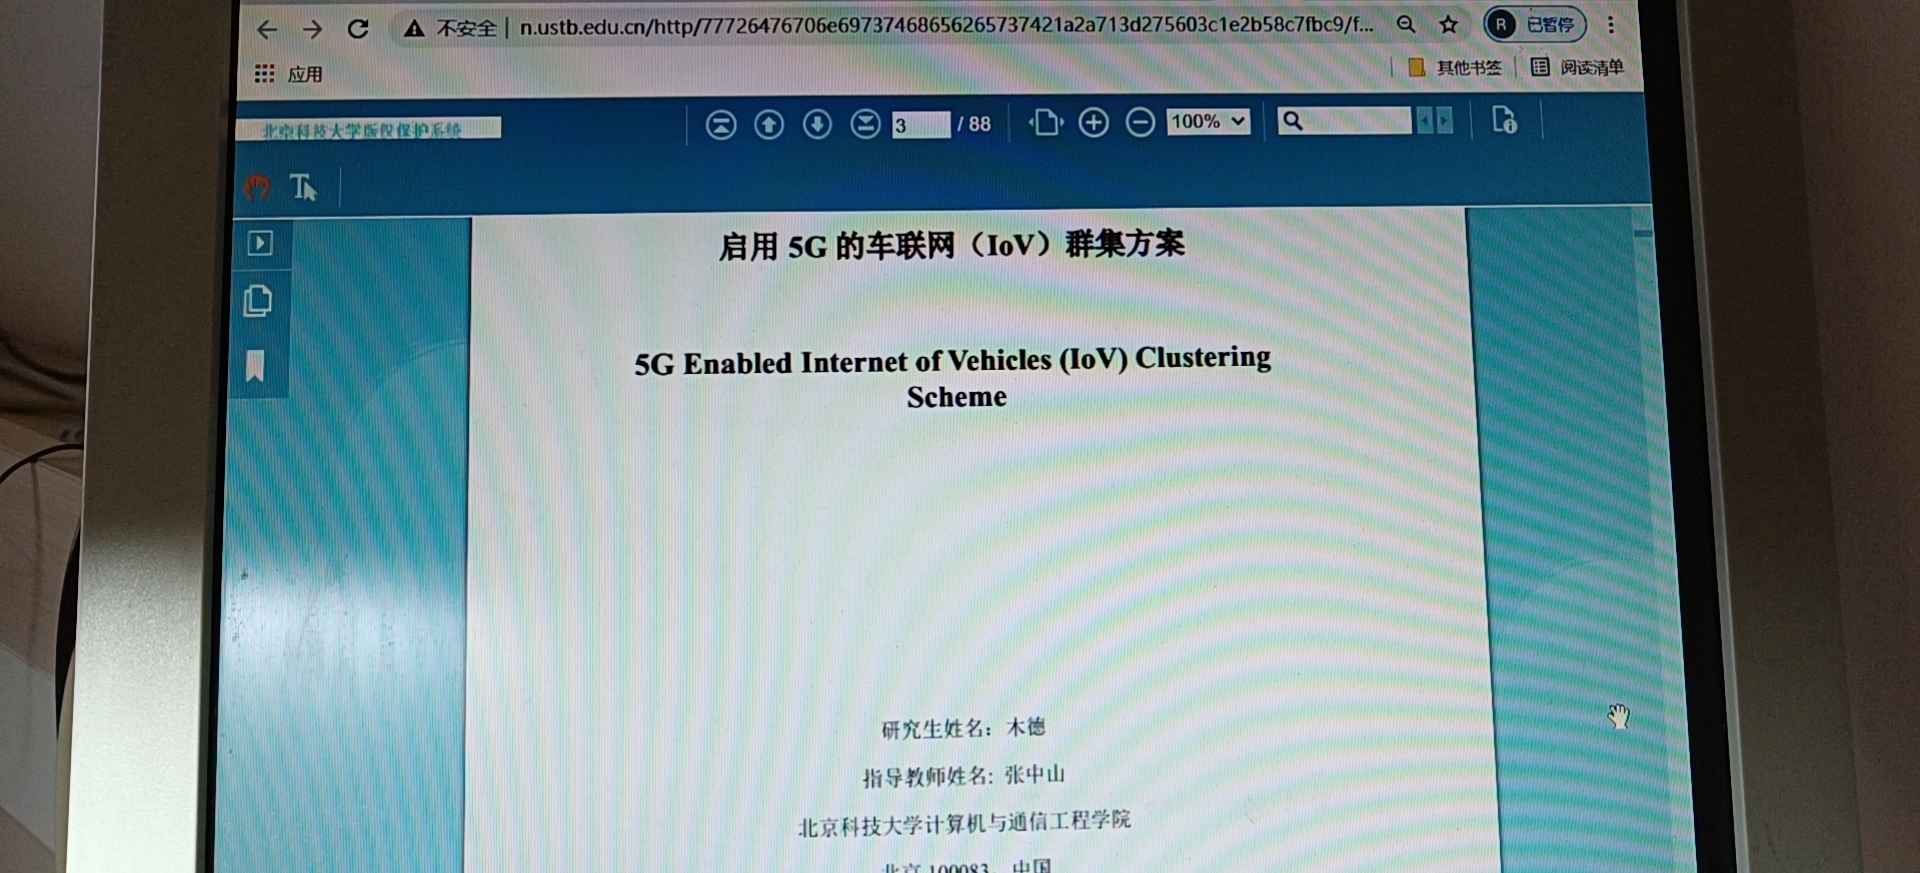 不安全 | n.ustb.edu.cn/http/77726476706e69737468656265737421a2a713d275603c1e2b58c7fbc9/f...
R 已暂停
应用
其他书签
阅读清单
北京科技大学版权保护系统
3 / 88
100%
启用 5G 的车联网（IoV）群集方案
5G Enabled Internet of Vehicles (IoV) Clustering
Scheme
研究生姓名：木德
指导教师姓名：张中山
北京科技大学计算机与通信工程学院
北京 100083，中国